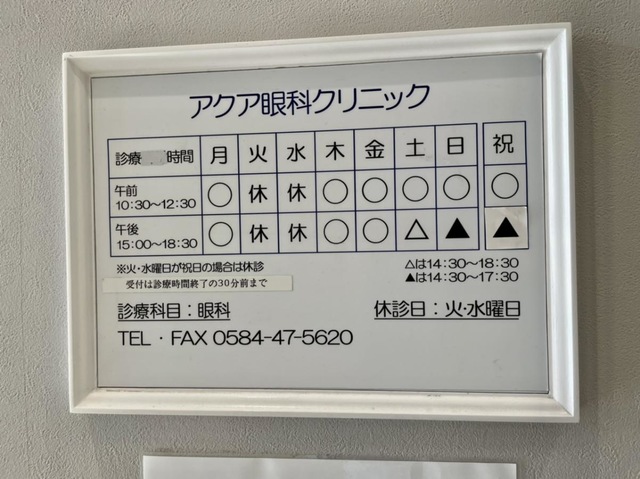 アクア眼科クリニック
診療 時間 月 火 水 木 金 土 日 祝
午前 10:30～12:30 ○ 休 休 ○ ○ ○ ○ ○
午後 15:00～18:30 ○ 休 休 ○ ○ △ ▲ ▲
※火・水曜日が祝日の場合は休診
△は14:30～18:30
受付は診療時間終了の30分前まで
▲は14:30～17:30
診療科目：眼科
休診日：火・水曜日
TEL・FAX 0584-47-5620